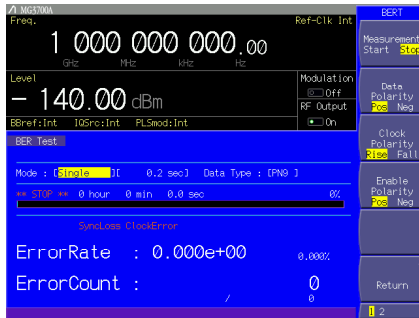 MG3700A
Freq.
Ref-Clk Int
1 000 000 000.00
GHz MHz kHz Hz
Level
- 140.00 dBm
Modulation
Off
RF Output
On
BBref:Int IQSrc:Int PLSmod:Int
BER Test
Mode : [Single ][ 0.2 sec] Data Type : [PN9 ]
** STOP ** 0 hour 0 min 0.0 sec 0%
SyncLoss ClockError
ErrorRate : 0.000e+00 0.000%
ErrorCount : 0
/ 0
BERT
Measurement
Start Stop
Data
Polarity
Pos Neg
Clock
Polarity
Rise Fall
Enable
Polarity
Pos Neg
Return
1 2